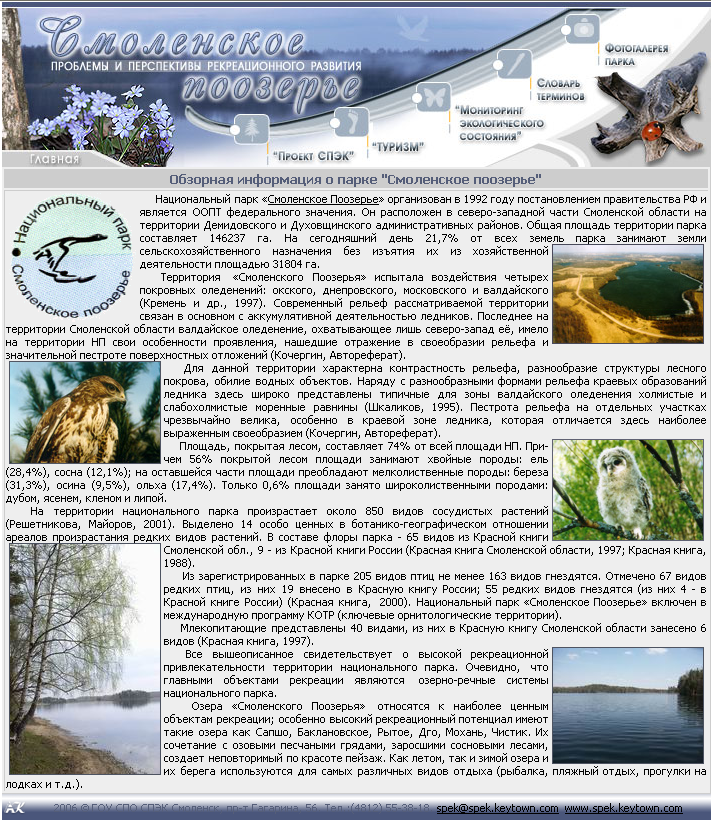 Смоленское
ПРОБЛЕМЫ И ПЕРСПЕКТИВЫ РЕКРЕАЦИОННОГО РАЗВИТИЯ
поозерье
Фотогалерея
парка
Словарь
терминов
"Мониторинг
экологического
состояния"
"ТУРИЗМ"
"Проект СПЭК"
Главная
Обзорная информация о парке "Смоленское поозерье"
Национальный парк
Смоленское Поозерье
Национальный парк «Смоленское Поозерье» организован в 1992 году постановлением правительства РФ и
является ООПТ федерального значения. Он расположен в северо-западной части Смоленской области на
территории Демидовского и Духовщинского административных районов. Общая площадь территории парка
составляет 146237 га. На сегодняшний день 21,7% от всех земель парка занимают земли
сельскохозяйственного назначения без изъятия их из хозяйственной
деятельности площадью 31804 га.
Территория «Смоленского Поозерья» испытала воздействия четырех
покровных оледенений: окского, днепровского, московского и валдайского
(Кремень и др., 1997). Современный рельеф рассматриваемой территории
связан в основном с аккумулятивной деятельностью ледников. Последнее на
территории Смоленской области валдайское оледенение, охватывающее лишь северо-запад её, имело
на территории НП свои особенности проявления, нашедшие отражение в своеобразии рельефа и
значительной пестроте поверхностных отложений (Кочергин, Автореферат).
Для данной территории характерна контрастность рельефа, разнообразие структуры лесного
покрова, обилие водных объектов. Наряду с разнообразными формами рельефа краевых образований
ледника здесь широко представлены типичные для зоны валдайского оледенения холмистые и
слабохолмистые моренные равнины (Шкаликов, 1995). Пестрота рельефа на отдельных участках
чрезвычайно велика, особенно в краевой зоне ледника, которая отличается здесь наиболее
выраженным своеобразием (Кочергин, Автореферат).
Площадь, покрытая лесом, составляет 74% от всей площади НП. При-
чем 56% покрытой лесом площади занимают хвойные породы: ель
(28,4%), сосна (12,1%); на оставшейся части площади преобладают мелколиственные породы: береза
(31,3%), осина (9,5%), ольха (17,4%). Только 0,6% площади занято широколиственными породами:
дубом, ясенем, кленом и липой.
На территории национального парка произрастает около 850 видов сосудистых растений
(Решетникова, Майоров, 2001). Выделено 14 особо ценных в ботанико-географическом отношении
ареалов произрастания редких видов растений. В составе флоры парка - 65 видов из Красной книги
Смоленской обл., 9 - из Красной книги России (Красная книга Смоленской области, 1997; Красная книга,
1988).
Из зарегистрированных в парке 205 видов птиц не менее 163 видов гнездятся. Отмечено 67 видов
редких птиц, из них 19 внесено в Красную книгу России; 55 редких видов гнездятся (из них 4 - в
Красной книге России) (Красная книга, 2000). Национальный парк «Смоленское Поозерье» включен в
международную программу КОТР (ключевые орнитологические территории).
Млекопитающие представлены 40 видами, из них в Красную книгу Смоленской области занесено 6
видов (Красная книга, 1997).
Все вышеописанное свидетельствует о высокой рекреационной
привлекательности территории национального парка. Очевидно, что
главными объектами рекреации являются озерно-речные системы
национального парка.
Озера «Смоленского Поозерья» относятся к наиболее ценным
объектам рекреации; особенно высокий рекреационный потенциал имеют
такие озера как Сапшо, Баклановское, Рытое, Дго, Мохань, Чистик. Их
сочетание с озовыми песчаными грядами, заросшими сосновыми лесами,
создает неповторимый по красоте пейзаж. Как летом, так и зимой озера и
их берега используются для самых различных видов отдыха (рыбалка, пляжный отдых, прогулки на
лодках и т.д.).
АК 2006 © ГОУ СПО СПЭК Смоленск, пр-т Гагарина, 56, Тел.:(4812) 55-38-18 spek@spek.keytown.com www.spek.keytown.com